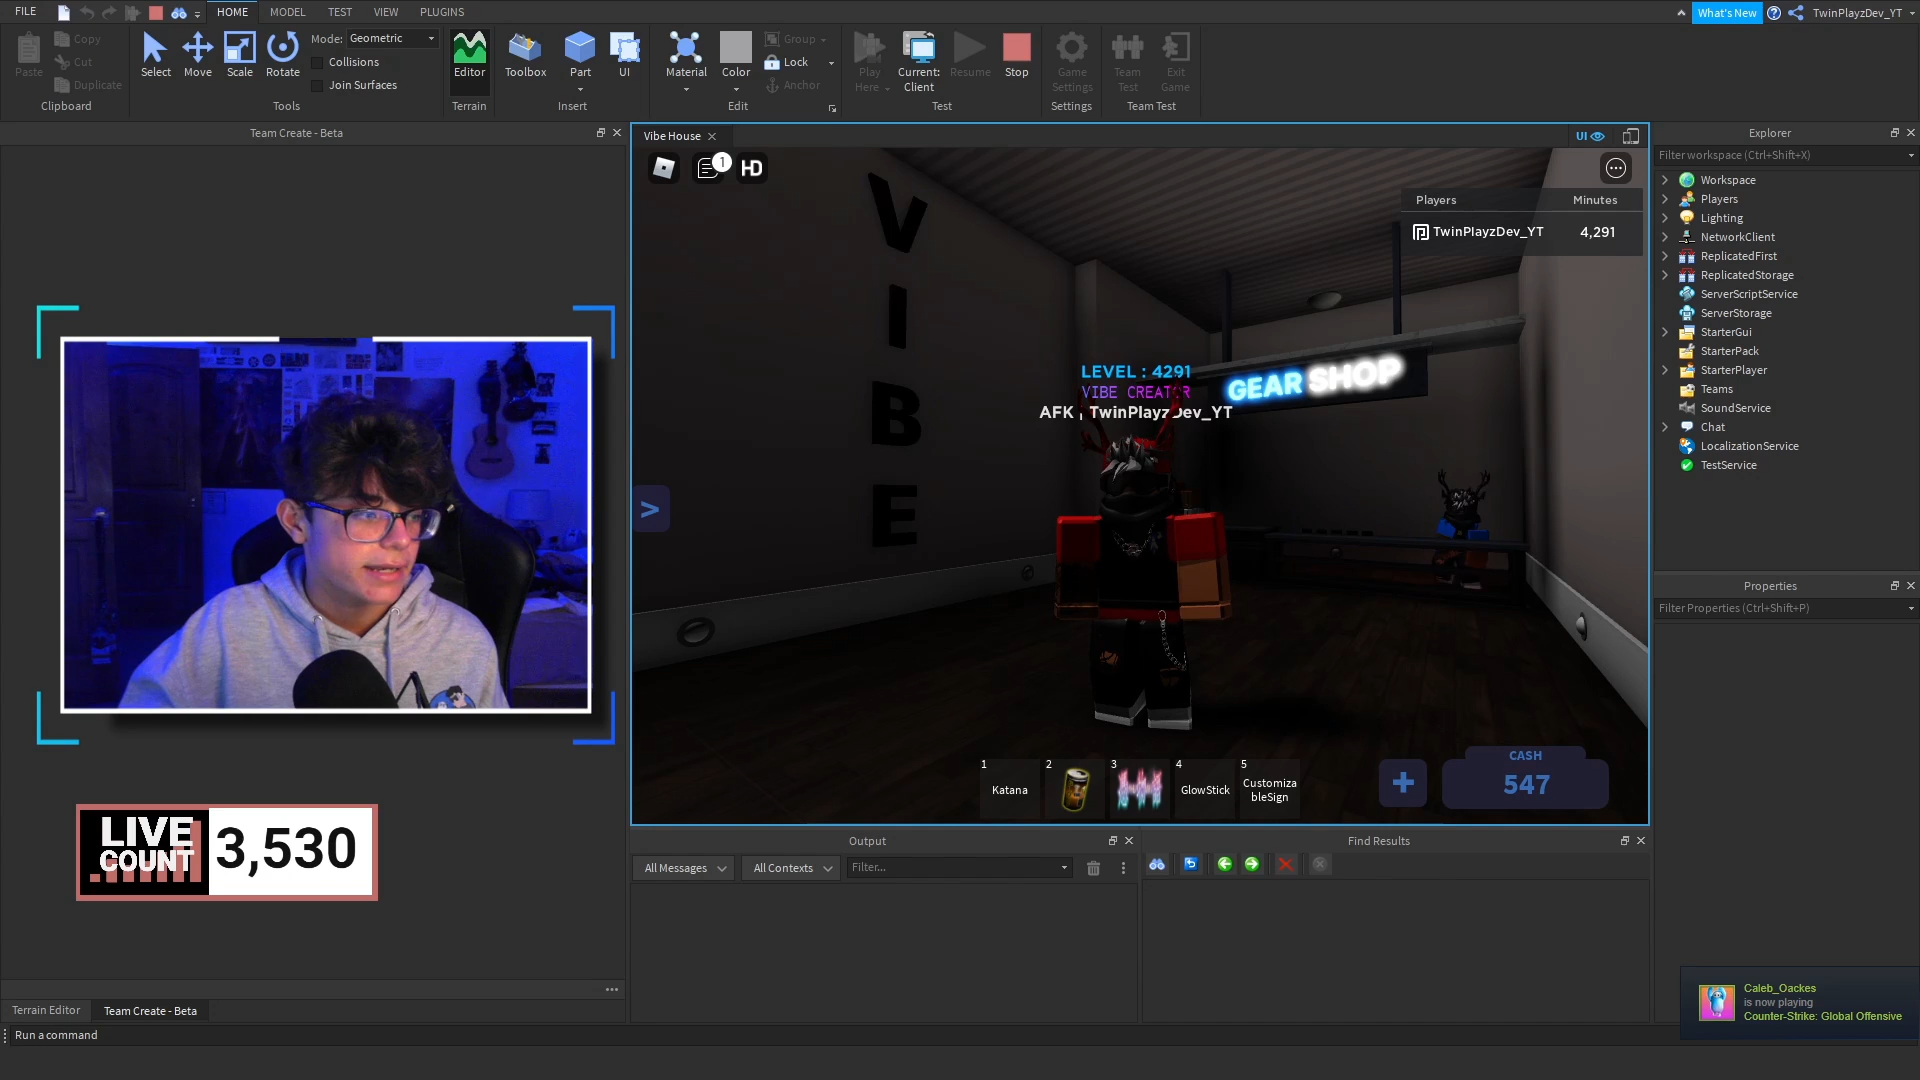 FILE
HOME
MODEL
TEST
VIEW
PLUGINS
What's New
TwinPlayzDev_YT
Paste
Copy
Cut
Duplicate
Clipboard
Select
Move
Scale
Rotate
Mode: Geometric
Collisions
Join Surfaces
Tools
Editor
Terrain
Toolbox
Part
UI
Insert
Material
Color
Group
Lock
Anchor
Edit
Play
Here
Current:
Client
Resume
Stop
Test
Game
Settings
Settings
Team
Test
Exit
Game
Team Test
Team Create - Beta
LIVE
COUNT
3,530
Terrain Editor
Team Create - Beta
Run a command
Vibe House
UI
1
HD
Players Minutes
TwinPlayzDev_YT 4,291
V
I
B
E
LEVEL : 4291
VIBE CREATOR
AFK , TwinPlayzDev_YT
GEAR SHOP
>
1
Katana
2
3
4
GlowStick
5
Customiza
bleSign
+
CASH
547
Output
All Messages
All Contexts
Filter...
Find Results
Explorer
Filter workspace (Ctrl+Shift+X)
Workspace
Players
Lighting
NetworkClient
ReplicatedFirst
ReplicatedStorage
ServerScriptService
ServerStorage
StarterGui
StarterPack
StarterPlayer
Teams
SoundService
Chat
LocalizationService
TestService
Properties
Filter Properties (Ctrl+Shift+P)
Caleb_Oackes
is now playing
Counter-Strike: Global Offensive